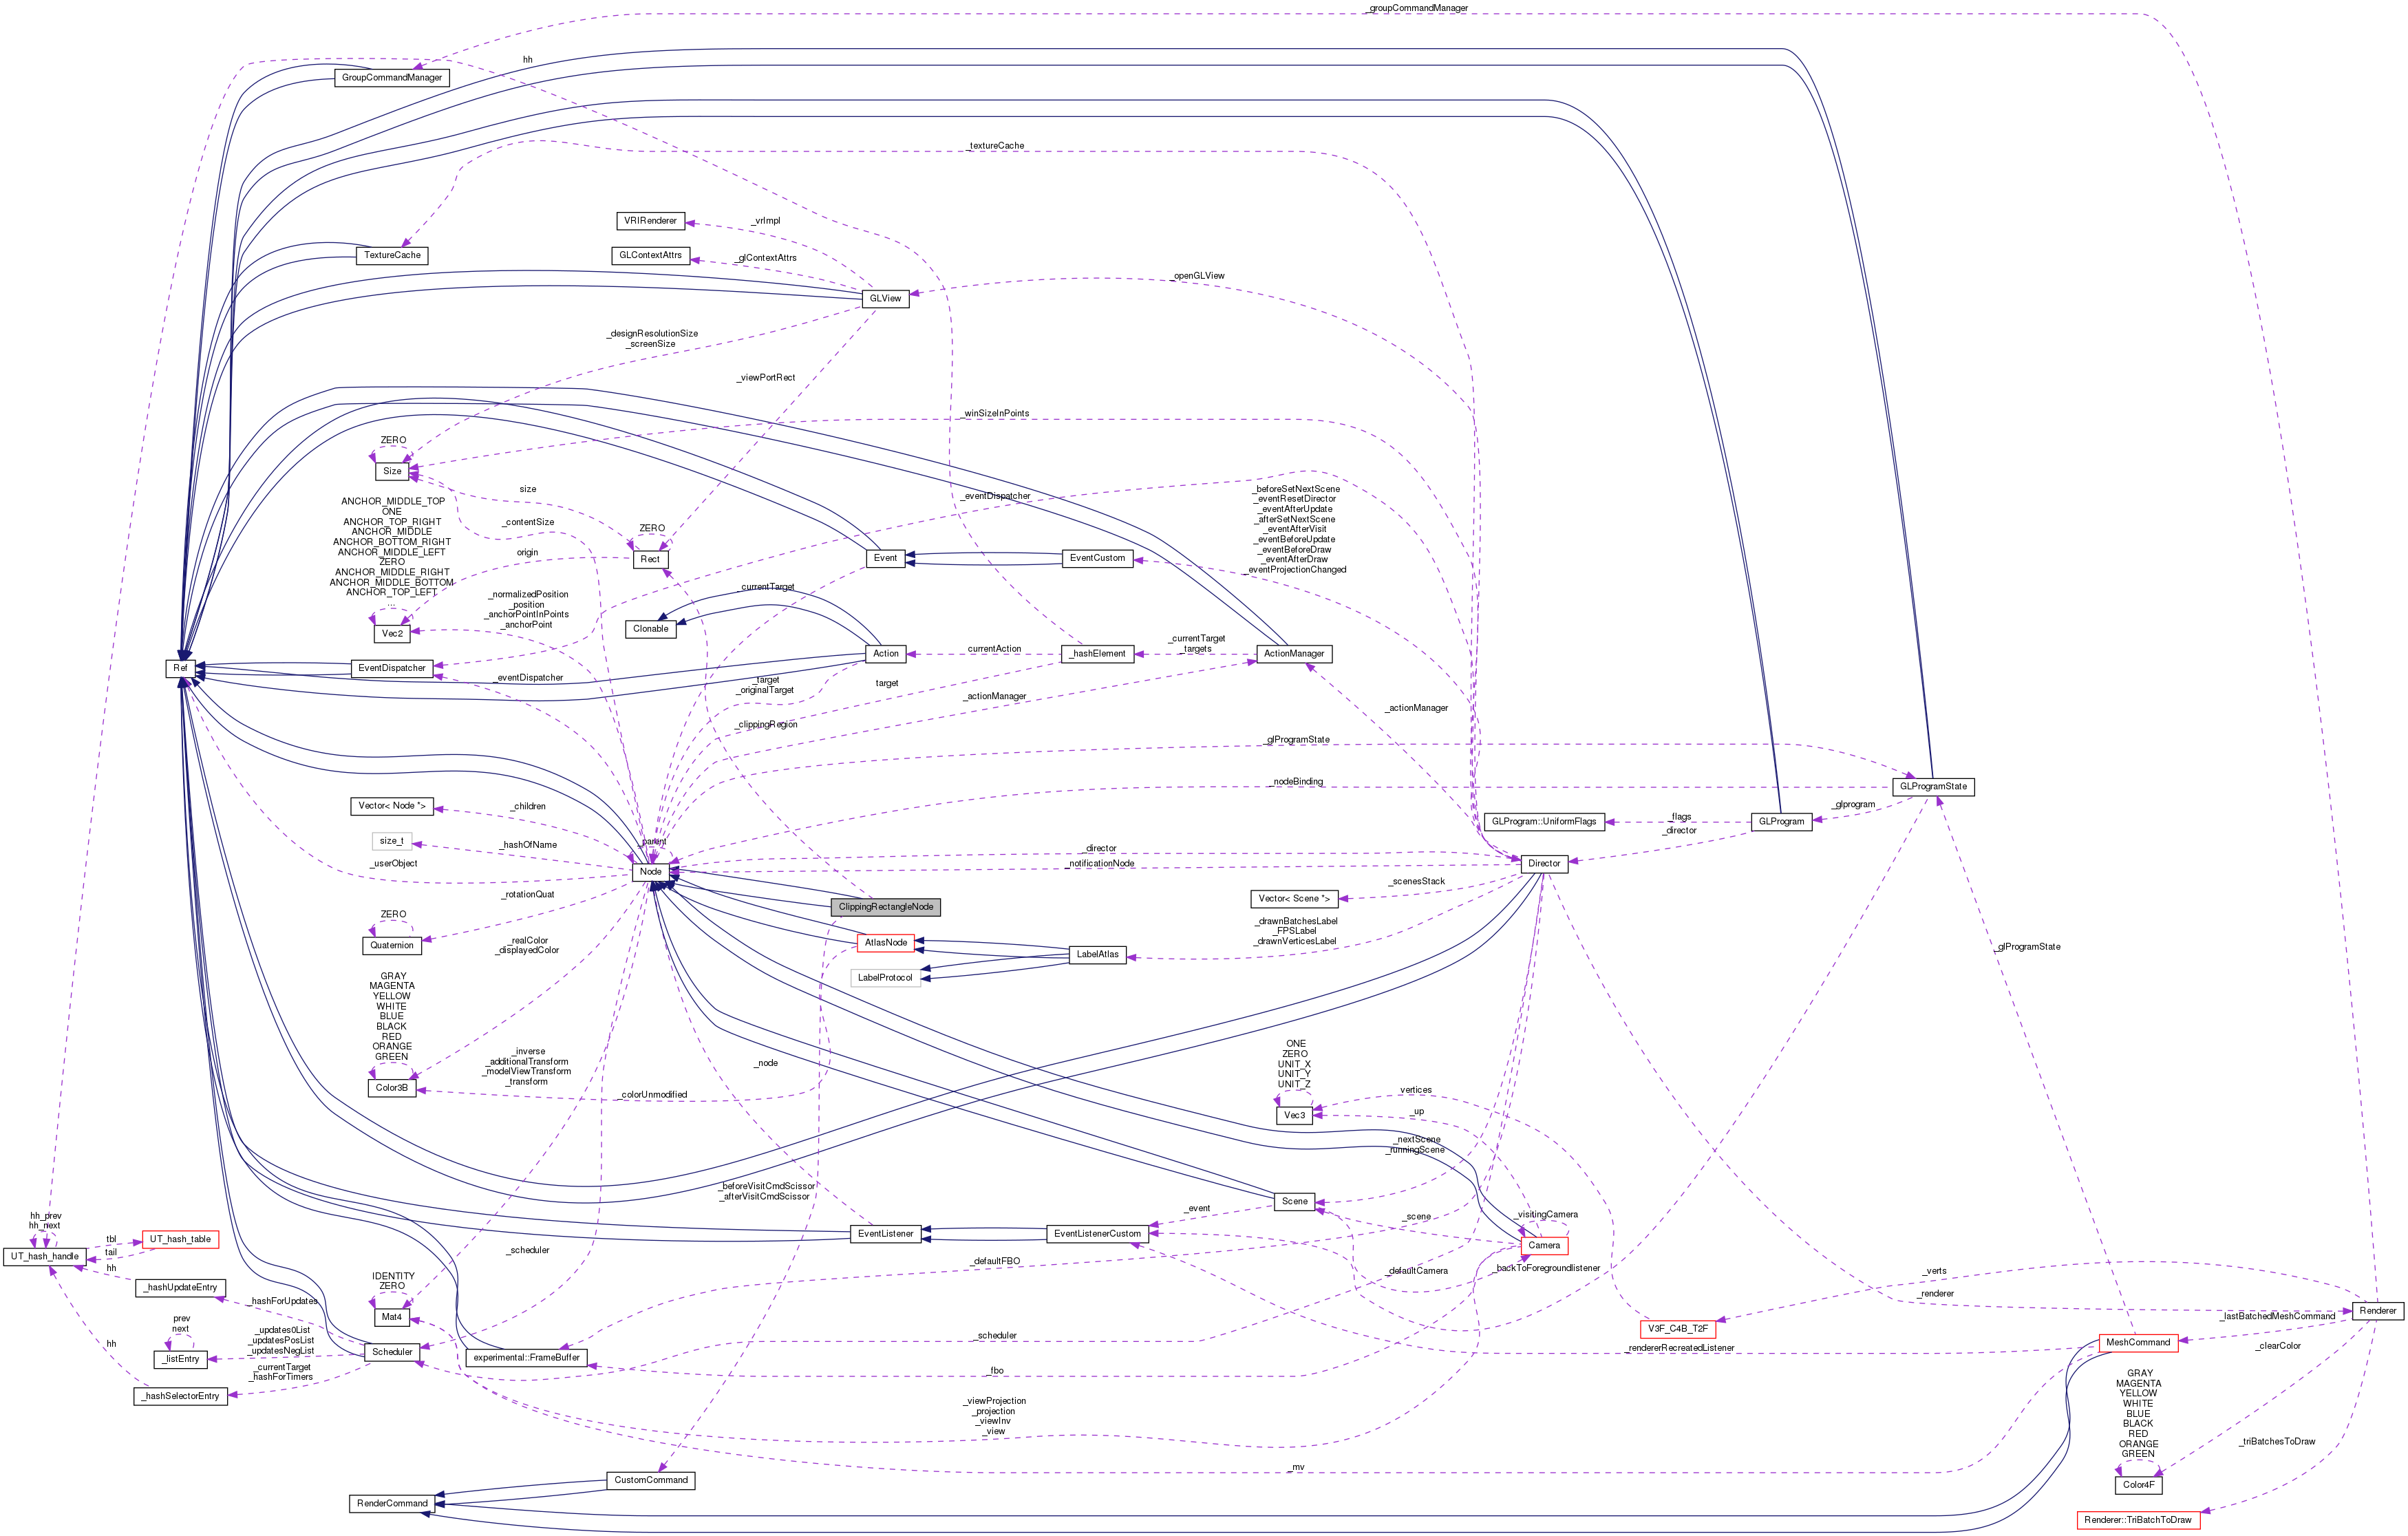 _groupCommandManager
hh
GroupCommandManager
_textureCache
VRIRenderer
_vrImpl
TextureCache
GLContextAttrs
_glContextAttrs
_openGLView
GLView
_designResolutionSize
_screenSize
_viewPortRect
_winSizeInPoints
ZERO
Size
size
_eventDispatcher
_beforeSetNextScene
_eventResetDirector
_eventAfterUpdate
_afterSetNextScene
_eventAfterVisit
_eventBeforeUpdate
_eventBeforeDraw
_eventAfterDraw
_eventProjectionChanged
ANCHOR_MIDDLE_TOP
ONE
ANCHOR_TOP_RIGHT
ANCHOR_MIDDLE
ANCHOR_BOTTOM_RIGHT
ANCHOR_MIDDLE_LEFT
ZERO
ANCHOR_MIDDLE_RIGHT
ANCHOR_MIDDLE_BOTTOM
ANCHOR_TOP_LEFT
...
_contentSize
ZERO
origin
Rect
Event
EventCustom
_normalizedPosition
_position
_anchorPointInPoints
_anchorPoint
_currentTarget
Vec2
Clonable
Ref
EventDispatcher
Action
currentAction
_hashElement
_currentTarget
_targets
ActionManager
_eventDispatcher
_target
_originalTarget
target
_actionManager
_actionManager
_clippingRegion
_glProgramState
_nodeBinding
GLProgramState
Vector< Node *>
_children
_glprogram
GLProgram::UniformFlags
_flags
GLProgram
_director
size_t
_hashOfName
_parent
_director
_userObject
Node
_notificationNode
Director
_rotationQuat
_scenesStack
Vector< Scene *>
ClippingRectangleNode
ZERO
Quaternion
_realColor
_displayedColor
AtlasNode
_drawnBatchesLabel
_FPSLabel
_drawnVerticesLabel
LabelAtlas
LabelProtocol
_glProgramState
GRAY
MAGENTA
YELLOW
WHITE
BLUE
BLACK
RED
ORANGE
GREEN
Color3B
_inverse
_additionalTransform
_modelViewTransform
_transform
_colorUnmodified
_node
ONE
ZERO
UNIT_X
UNIT_Y
UNIT_Z
Vec3
vertices
_up
_nextScene
_runningScene
_beforeVisitCmdScissor
_afterVisitCmdScissor
Scene
_event
_scene
_visitingCamera
hh_prev
hh_next
UT_hash_handle
tbl
tail
UT_hash_table
EventListener
EventListenerCustom
Camera
_scheduler
_defaultFBO
_defaultCamera
_backToForegroundlistener
_verts
hh
_hashUpdateEntry
IDENTITY
ZERO
Mat4
_hashForUpdates
_renderer
Renderer
prev
next
_listEntry
_updates0List
_updatesPosList
_updatesNegList
Scheduler
_scheduler
V3F_C4B_T2F
_lastBatchedMeshCommand
MeshCommand
_rendererRecreatedListener
_clearColor
experimental::FrameBuffer
_fbo
hh
_currentTarget
_hashForTimers
_hashSelectorEntry
_viewProjection
_projection
_viewInv
_view
GRAY
MAGENTA
YELLOW
WHITE
BLUE
BLACK
RED
ORANGE
GREEN
Color4F
_triBatchesToDraw
_mv
CustomCommand
RenderCommand
Renderer::TriBatchToDraw